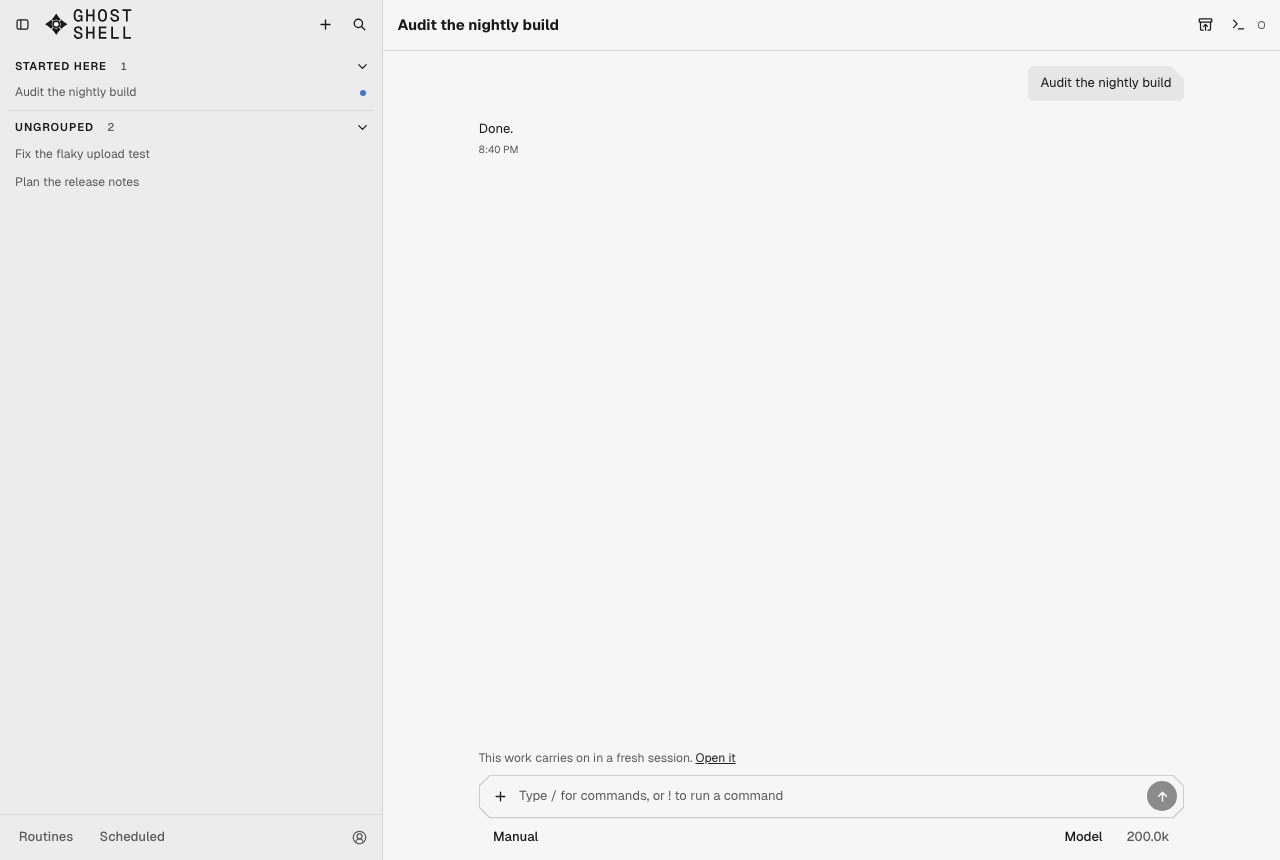 GHOST
SHELL
STARTED HERE 1
Audit the nightly build
UNGROUPED 2
Fix the flaky upload test
Plan the release notes
Routines
Scheduled
Audit the nightly build
0
Audit the nightly build
Done.
8:40 PM
This work carries on in a fresh session. Open it
Type / for commands, or ! to run a command
Manual
Model 200.0k